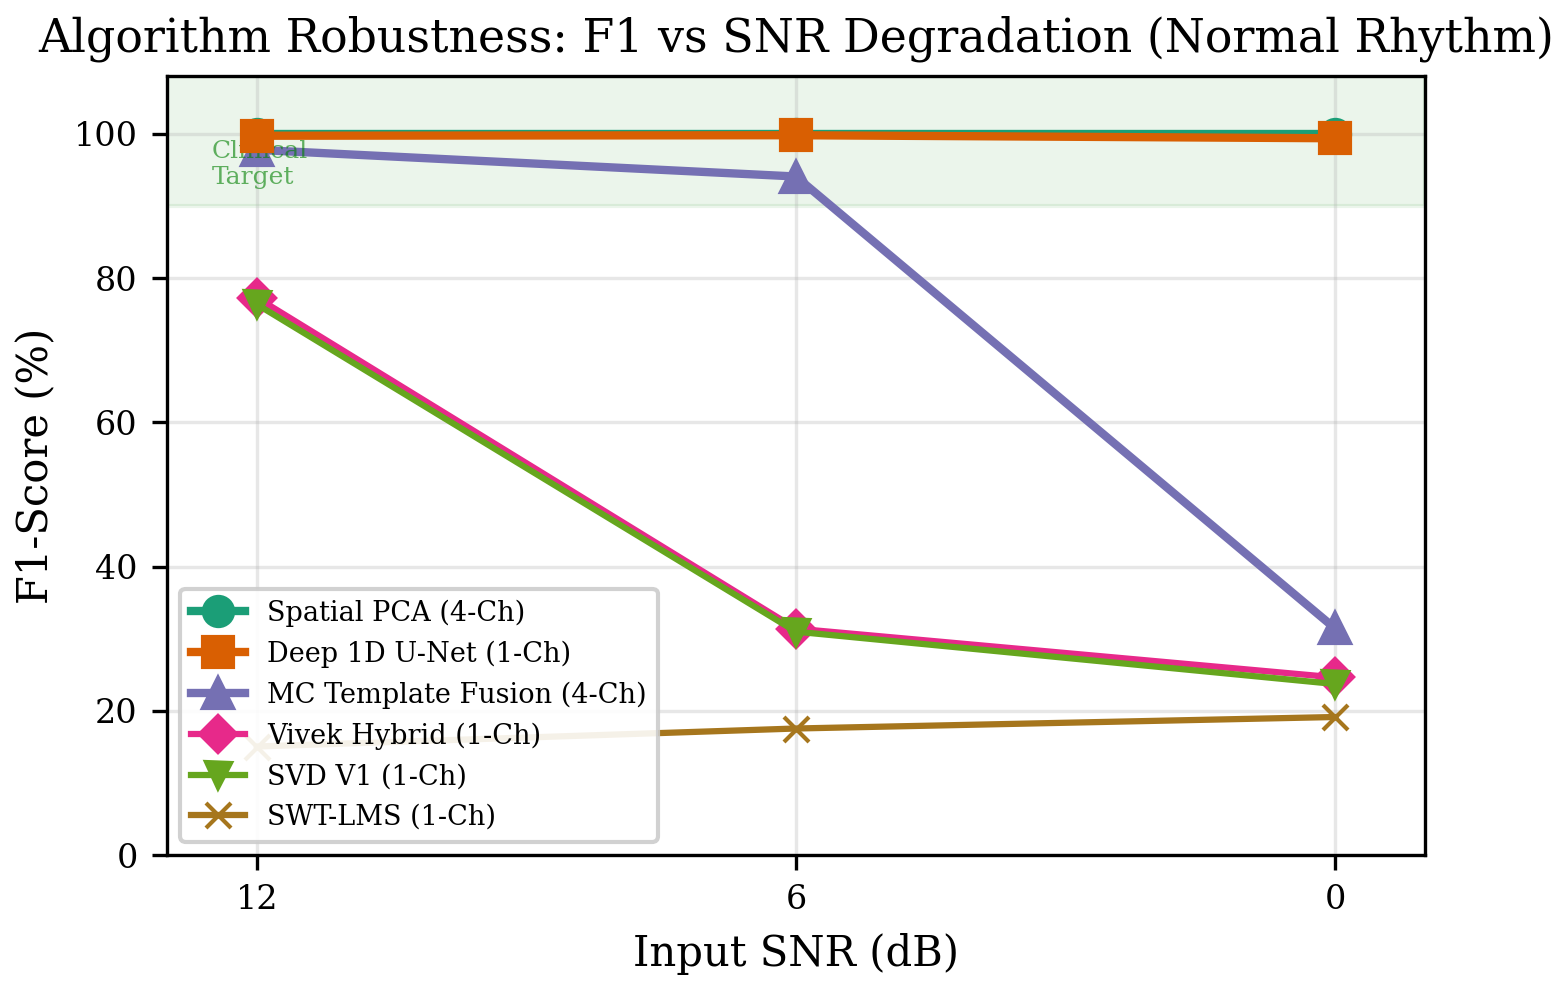 Algorithm Robustness: F1 vs SNR Degradation (Normal Rhythm)
100
80
60
40
20
0
F1-Score (%)
Clinical
Target
Spatial PCA (4-Ch)
Deep 1D U-Net (1-Ch)
MC Template Fusion (4-Ch)
Vivek Hybrid (1-Ch)
SVD V1 (1-Ch)
SWT-LMS (1-Ch)
12
6
0
Input SNR (dB)